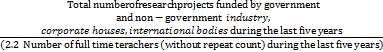 Total numberofresearchprojects funded by government
and non − government industry,
corporate houses, international bodies during the last five years
(2.2 Number of full time terachers (without repeat count) during the last five years)